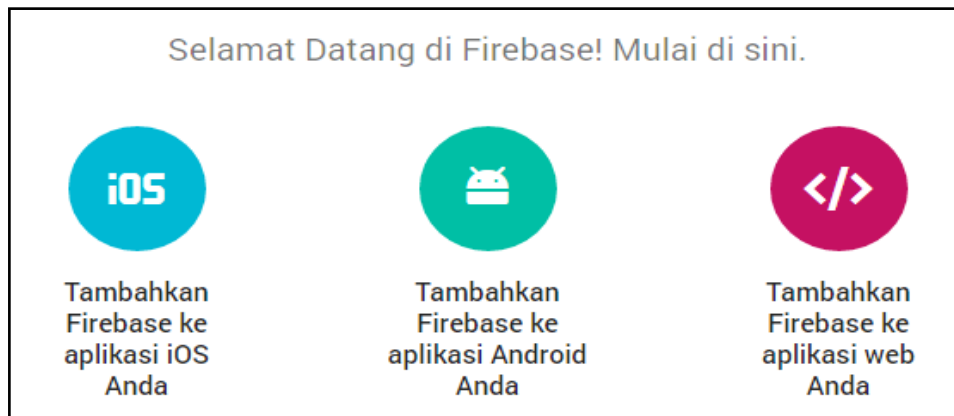 Selamat Datang di Firebase! Mulai di sini.
iOS
</>
Tambahkan
Firebase ke
aplikasi iOS
Anda
Tambahkan
Firebase ke
aplikasi Android
Anda
Tambahkan
Firebase ke
aplikasi web
Anda